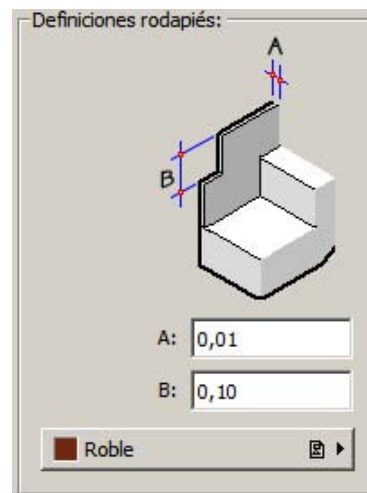 Definiciones rodapiés:
A
B
A: 0,01
B: 0,10
Roble